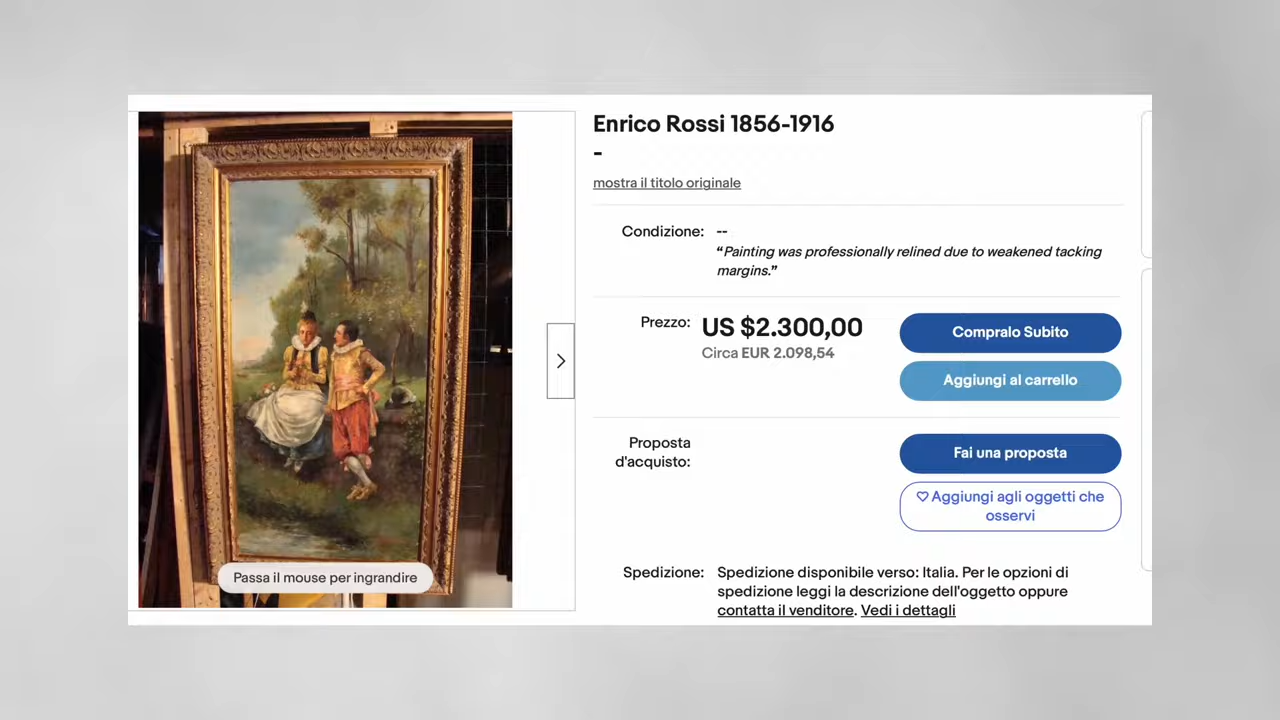 Enrico Rossi 1856-1916
-
mostra il titolo originale
Condizione: --
“Painting was professionally relined due to weakened tacking
margins.”
Prezzo: US $2.300,00
Circa EUR 2.098,54
Compralo Subito
Aggiungi al carrello
Proposta
d'acquisto:
Fai una proposta
Aggiungi agli oggetti che
osservi
Passa il mouse per ingrandire
Spedizione: Spedizione disponibile verso: Italia. Per le opzioni di
spedizione leggi la descrizione dell'oggetto oppure
contatta il venditore. Vedi i dettagli